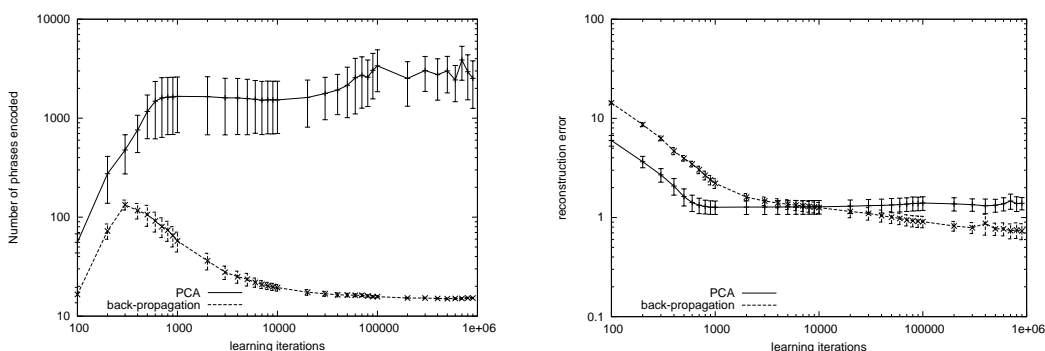 Number of phrases encoded
10000
1000
100
10
PCA
back-propagation
100
1000
10000
100000
1e+06
learning iterations
reconstruction error
100
10
1
0.1
PCA
back-propagation
100
1000
10000
100000
1e+06
learning iterations